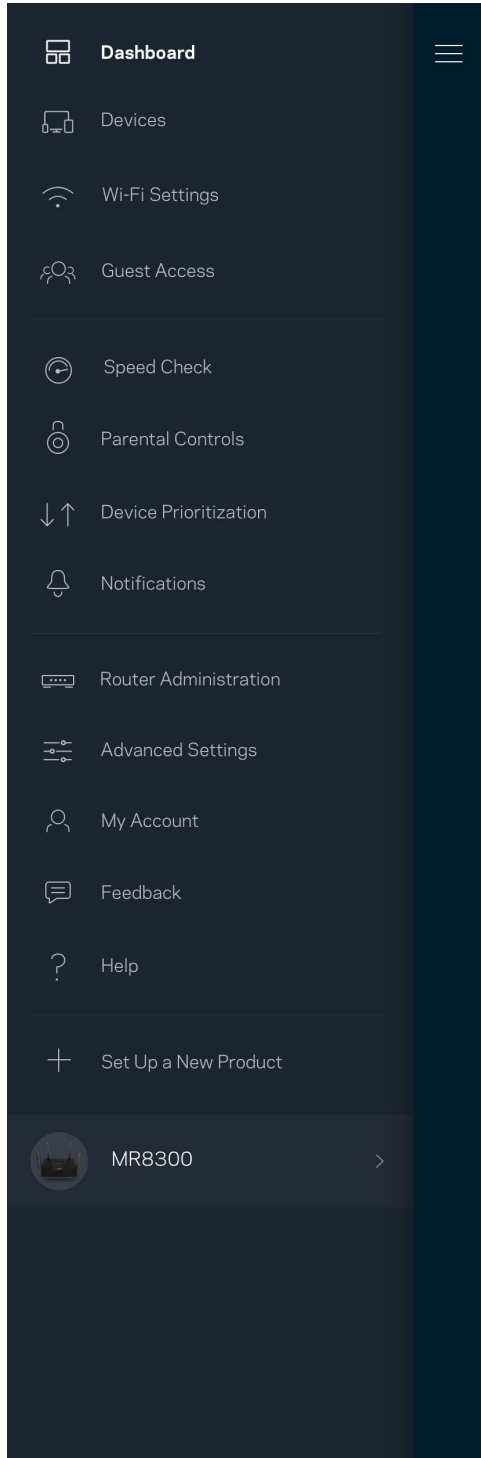 Dashboard
Devices
Wi-Fi Settings
Guest Access
Speed Check
Parental Controls
Device Prioritization
Notifications
Router Administration
Advanced Settings
My Account
Feedback
Help
Set Up a New Product
MR8300